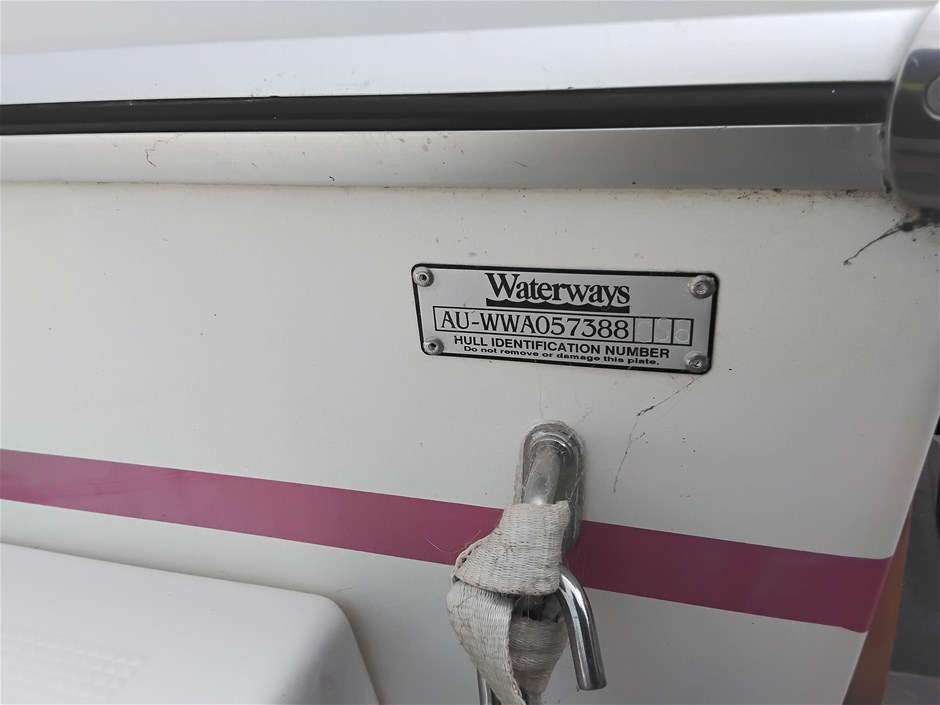 Waterways
AU-WWA057388
HULL IDENTIFICATION NUMBER
Do not remove or damage this plate.